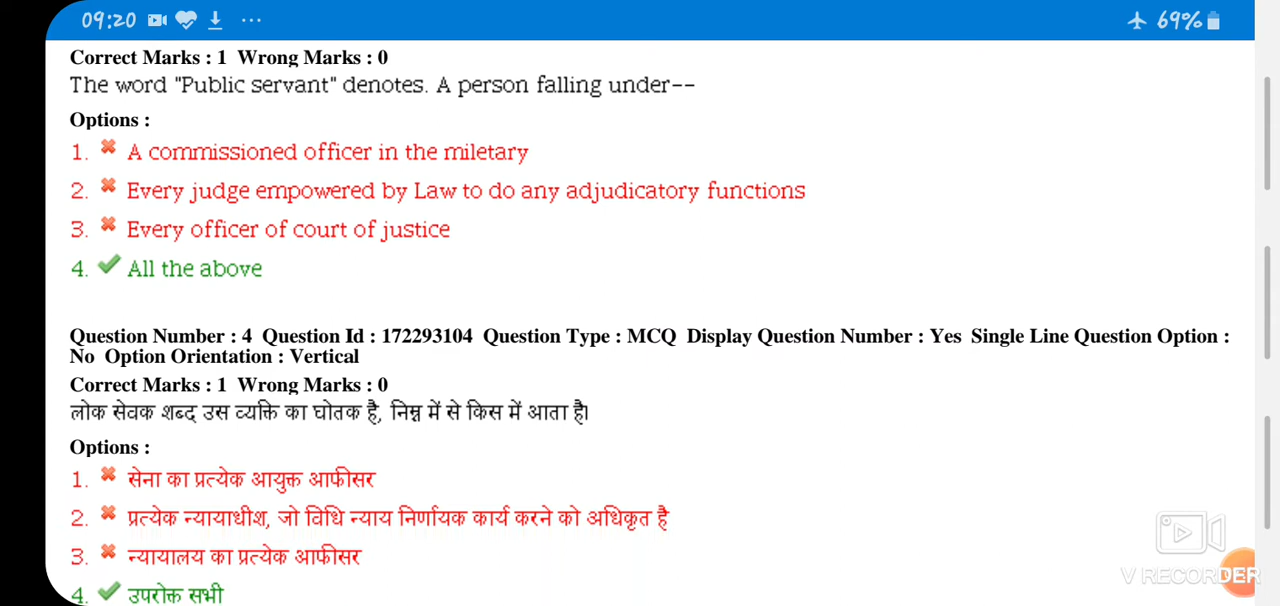 09:20 ... 69%
Correct Marks : 1 Wrong Marks : 0
The word "Public servant" denotes. A person falling under--
Options :
1. A commissioned officer in the miletary
2. Every judge empowered by Law to do any adjudicatory functions
3. Every officer of court of justice
4. All the above
Question Number : 4 Question Id : 172293104 Question Type : MCQ Display Question Number : Yes Single Line Question Option :
No Option Orientation : Vertical
Correct Marks : 1 Wrong Marks : 0
लोक सेवक शब्द उस व्यक्ति का घोतक है, निम्न में से किस में आता है।
Options :
1. सेना का प्रत्येक आयुक्त आफीसर
2. प्रत्येक न्यायाधीश, जो विधि न्याय निर्णायक कार्य करने को अधिकृत है
3. न्यायालय का प्रत्येक आफीसर
4. उपरोक्त सभी
V RECORDER